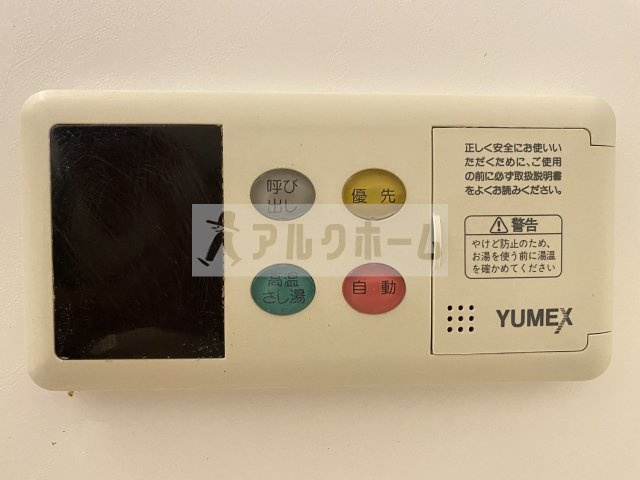 呼び
出し
優先
高温
さし湯
自動
アルクホーム
正しく安全にお使いい
ただくために、ご使用
の前に必ず取扱説明書
をよくお読みください。
警告
やけど防止のため、
お湯を使う前に湯温
を確かめてください
YUMEX